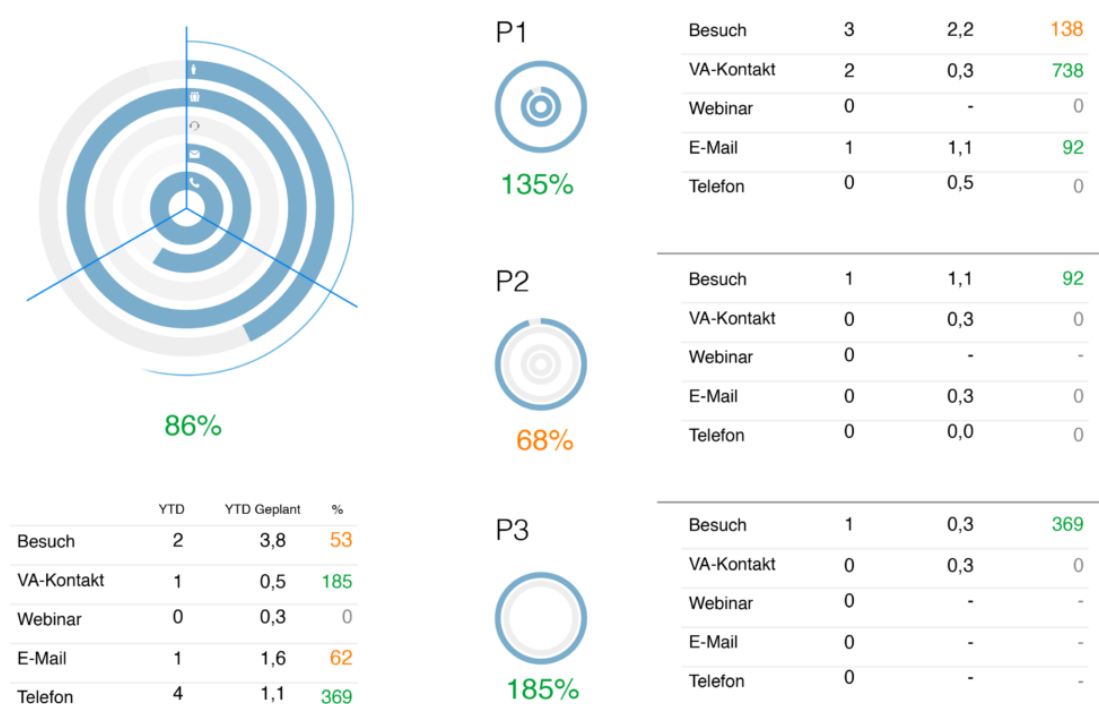 86%
YTD YTD Geplant %
Besuch 2 3,8 53
VA-Kontakt 1 0,5 185
Webinar 0 0,3 0
E-Mail 1 1,6 62
Telefon 4 1,1 369
P1
135%
Besuch 3 2,2 138
VA-Kontakt 2 0,3 738
Webinar 0 - 0
E-Mail 1 1,1 92
Telefon 0 0,5 0
P2
68%
Besuch 1 1,1 92
VA-Kontakt 0 0,3 0
Webinar 0 - -
E-Mail 0 0,3 0
Telefon 0 0,0 0
P3
185%
Besuch 1 0,3 369
VA-Kontakt 0 0,3 0
Webinar 0 - -
E-Mail 0 - -
Telefon 0 - -